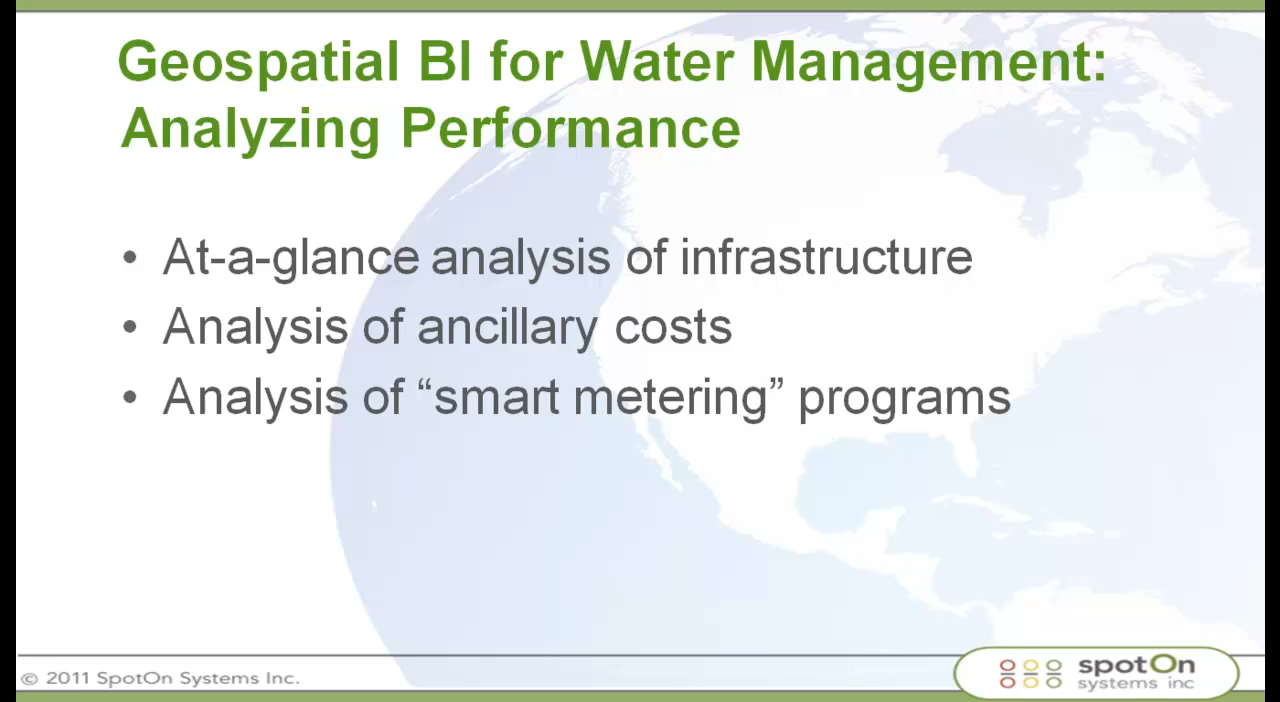 Geospatial BI for Water Management:
Analyzing Performance
• At-a-glance analysis of infrastructure
• Analysis of ancillary costs
• Analysis of “smart metering” programs
© 2011 SpotOn Systems Inc.
spotOn
systems inc